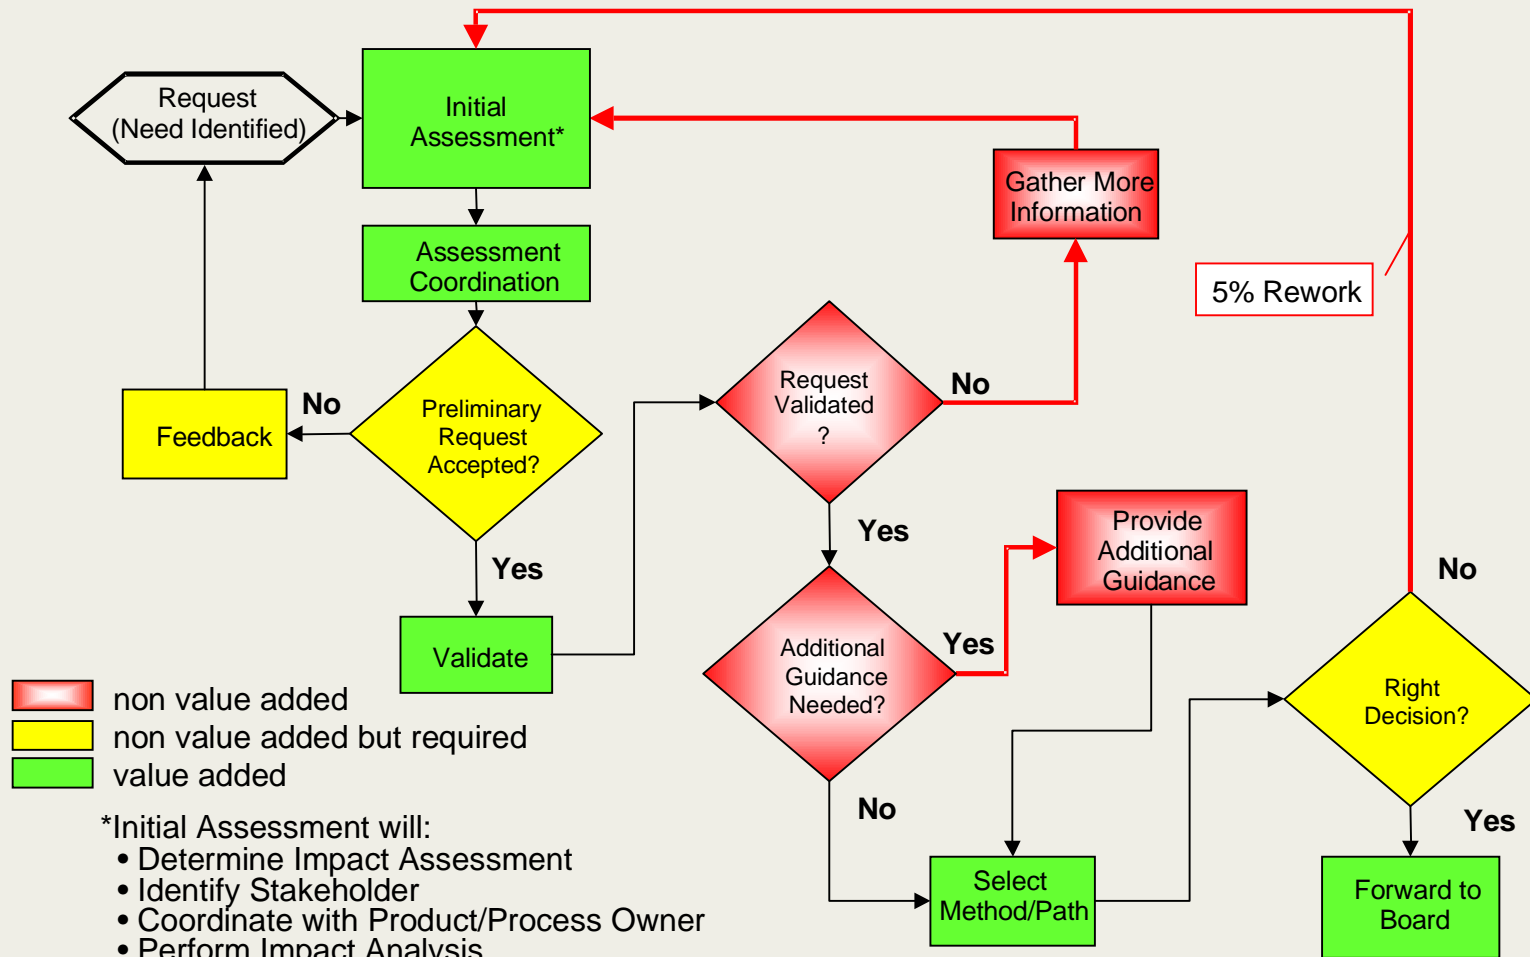 Request
(Need Identified)
Initial
Assessment*
Gather More
Information
Assessment
Coordination
5% Rework
Request
Validated
?
No
Preliminary
Request
Accepted?
No
Feedback
Yes
Validate
Yes
Provide
Additional
Guidance
Additional
Guidance
Needed?
Yes
No
No
Right
Decision?
Yes
Select
Method/Path
Forward to
Board
non value added
non value added but required
value added
*Initial Assessment will:
• Determine Impact Assessment
• Identify Stakeholder
• Coordinate with Product/Process Owner
• Perform Impact Analysis